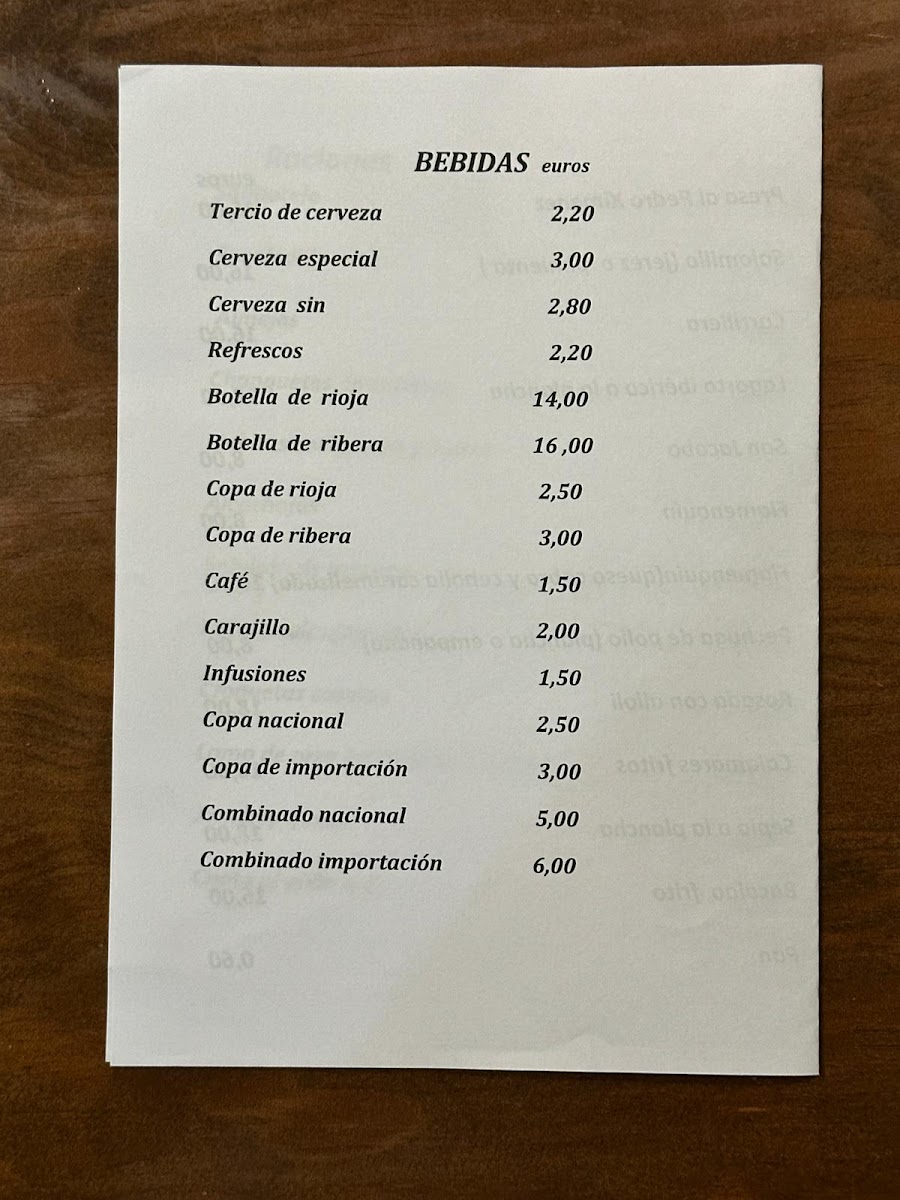 BEBIDAS euros
Tercio de cerveza 2,20
Cerveza especial 3,00
Cerveza sin 2,80
Refrescos 2,20
Botella de rioja 14,00
Botella de ribera 16 ,00
Copa de rioja 2,50
Copa de ribera 3,00
Café 1,50
Carajillo 2,00
Infusiones 1,50
Copa nacional 2,50
Copa de importación 3,00
Combinado nacional 5,00
Combinado importación 6,00